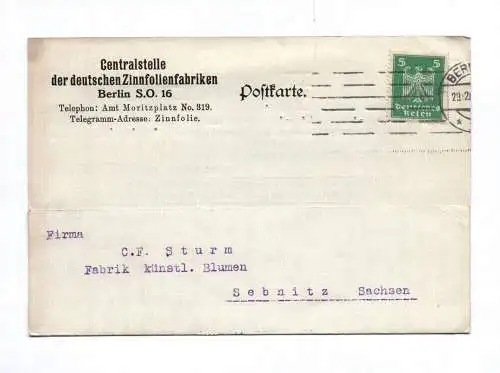 Centralstelle
der deutschen Zinnfolienfabriken
Berlin S.O. 16
Telephon: Amt Moritzplatz No. 319.
Telegramm-Adresse: Zinnfolie.
Postkarte.
5 5
Deutsches
Reich
BERL
Firma
C.F. Sturm
Fabrik künstl. Blumen
Sebnitz Sachsen